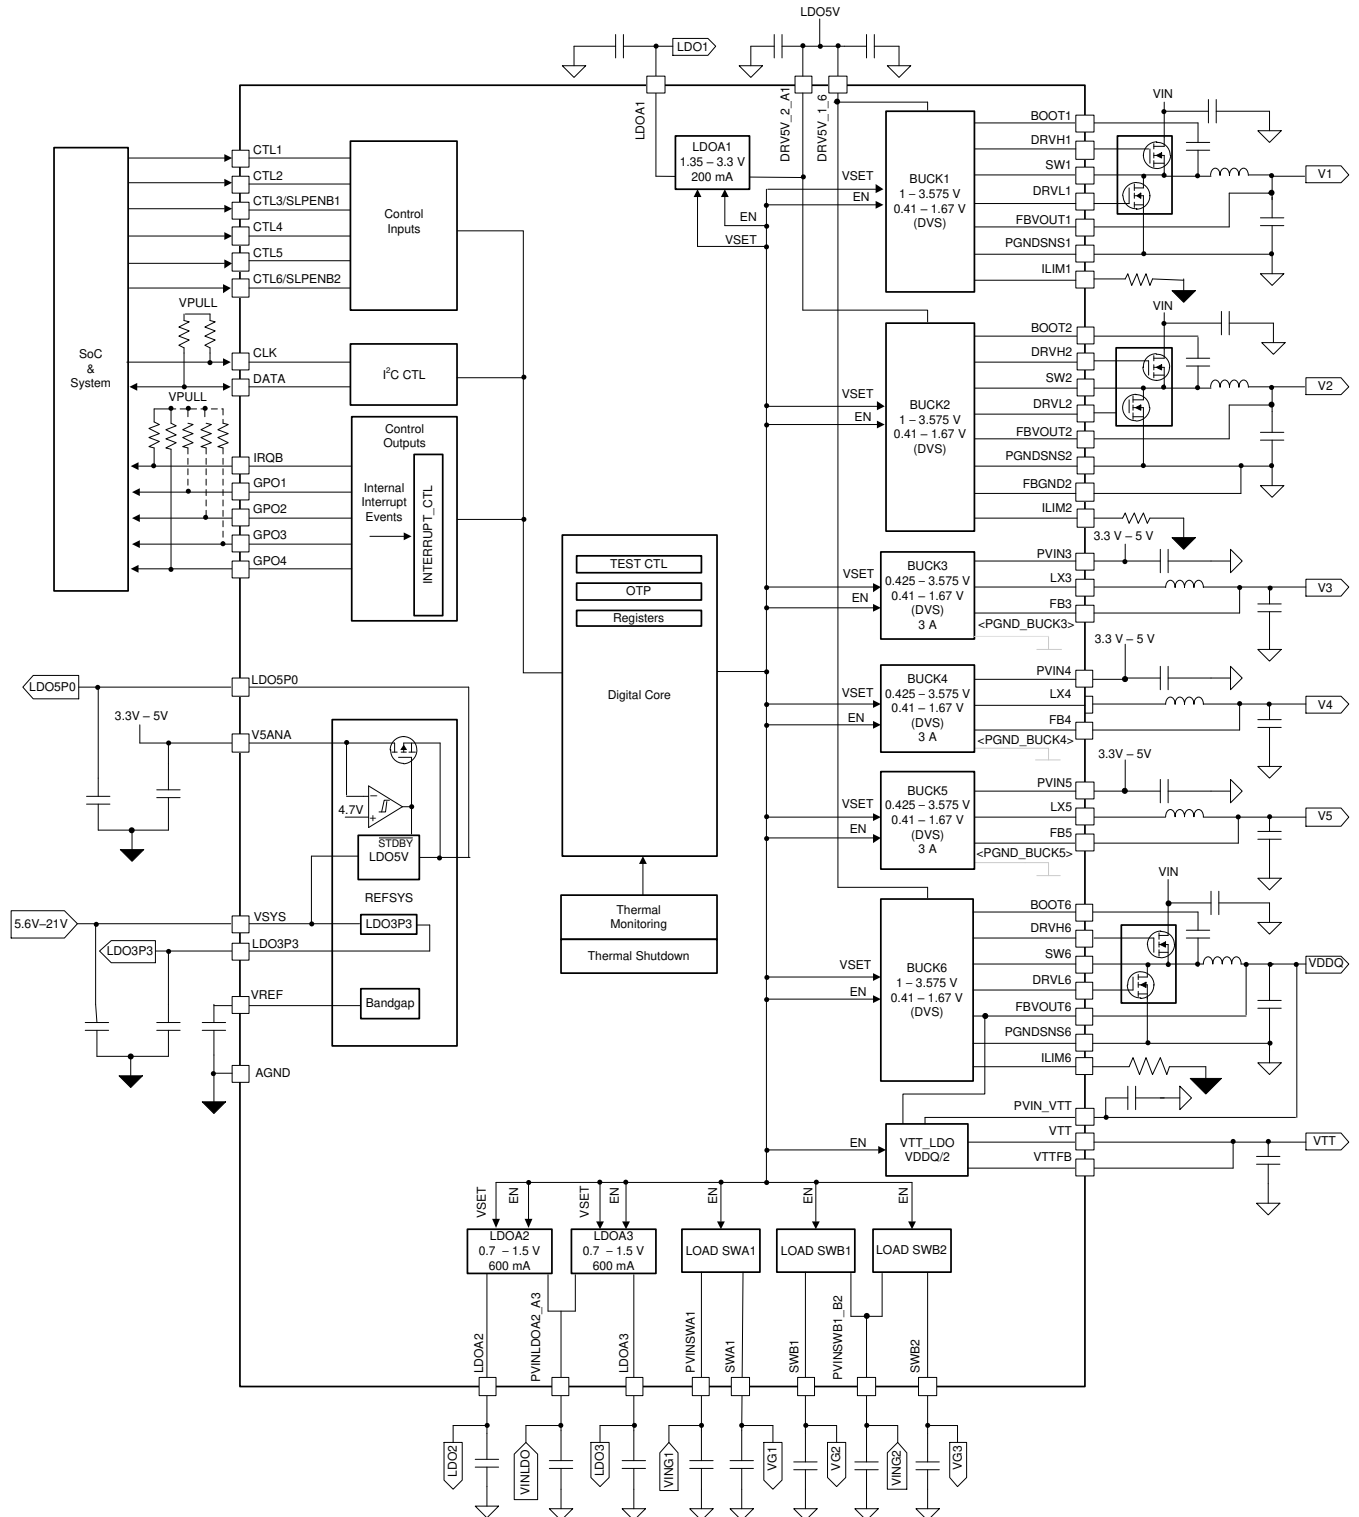 LDO5V
LDO1
LDOA1
DRV5V_2_A1
DRV5V_1_6
SoC
&
System
CTL1
CTL2
CTL3/SLPENB1
CTL4
CTL5
CTL6/SLPENB2
Control
Inputs
VPULL
CLK
DATA
I²C CTL
VPULL
IRQB
GPO1
GPO2
GPO3
GPO4
Control
Outputs
Internal
Interrupt
Events
INTERRUPT_CTL
LDOA1
1.35 – 3.3 V
200 mA
EN
VSET
VSET
EN
BUCK1
1 – 3.575 V
0.41 – 1.67 V
(DVS)
BOOT1
DRVH1
SW1
DRVL1
FBVOUT1
PGNDSNS1
ILIM1
VIN
V1
VSET
EN
BUCK2
1 – 3.575 V
0.41 – 1.67 V
(DVS)
BOOT2
DRVH2
SW2
DRVL2
FBVOUT2
PGNDSNS2
FBGND2
ILIM2
VIN
V2
VSET
EN
BUCK3
0.425 – 3.575 V
0.41 – 1.67 V
(DVS)
3 A
PVIN3
LX3
FB3
<PGND_BUCK3>
3.3 V – 5 V
V3
VSET
EN
BUCK4
0.425 – 3.575 V
0.41 – 1.67 V
(DVS)
3 A
PVIN4
LX4
FB4
<PGND_BUCK4>
3.3 V – 5 V
V4
VSET
EN
BUCK5
0.425 – 3.575 V
0.41 – 1.67 V
(DVS)
3 A
PVIN5
LX5
FB5
<PGND_BUCK5>
3.3V – 5V
V5
VSET
EN
BUCK6
1 – 3.575 V
0.41 – 1.67 V
(DVS)
BOOT6
DRVH6
SW6
DRVL6
FBVOUT6
PGNDSNS6
ILIM6
VIN
VDDQ
EN
VTT_LDO
VDDQ/2
PVIN_VTT
VTT
VTTFB
VTT
TEST CTL
OTP
Registers
Digital Core
Thermal
Monitoring
Thermal Shutdown
LDO5P0
LDO5P0
3.3V – 5V
V5ANA
4.7V
−
+
STDBY
LDO5V
REFSYS
5.6V–21V
VSYS
LDO3P3
LDO3P3
LDO3P3
VREF
Bandgap
AGND
VSET
EN
LDOA2
0.7 – 1.5 V
600 mA
VSET
EN
LDOA3
0.7 – 1.5 V
600 mA
EN
LOAD SWA1
EN
LOAD SWB1
EN
LOAD SWB2
LDOA2
PVINLDOA2_A3
LDOA3
PVINSWA1
SWA1
SWB1
PVINSWB1_B2
SWB2
LDO2
VINLDO
LDO3
VING1
VG1
VG2
VING2
VG3